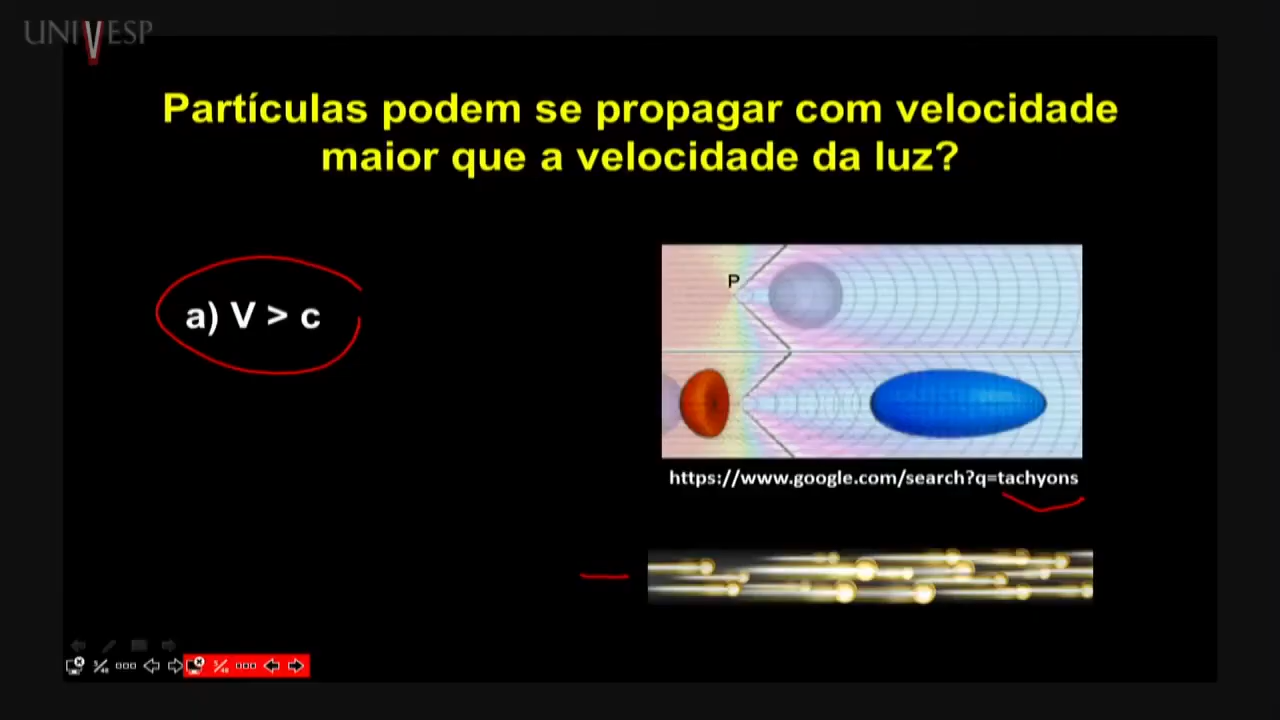 UNIVESP
Partículas podem se propagar com velocidade
maior que a velocidade da luz?
a) V > c
P
https://www.google.com/search?q=tachyons